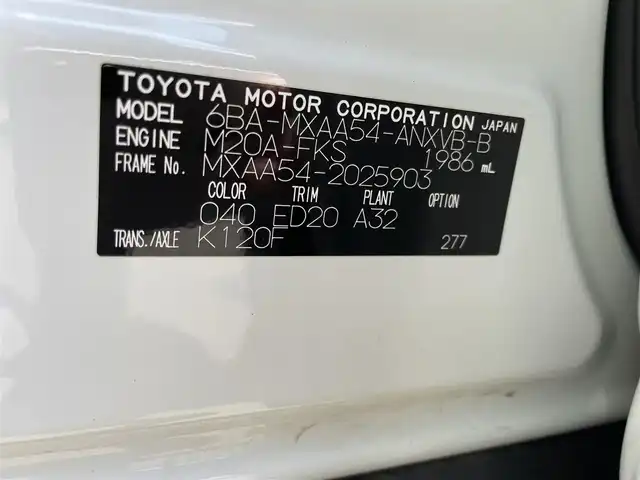 TOYOTA MOTOR CORPORATION JAPAN
MODEL 6BA-MXAA54-ANXVB-B
ENGINE M20A-FKS 1986 mL
FRAME No. MXAA54-2025903
COLOR TRIM PLANT OPTION
040 ED20 A32
TRANS./AXLE K120F 277